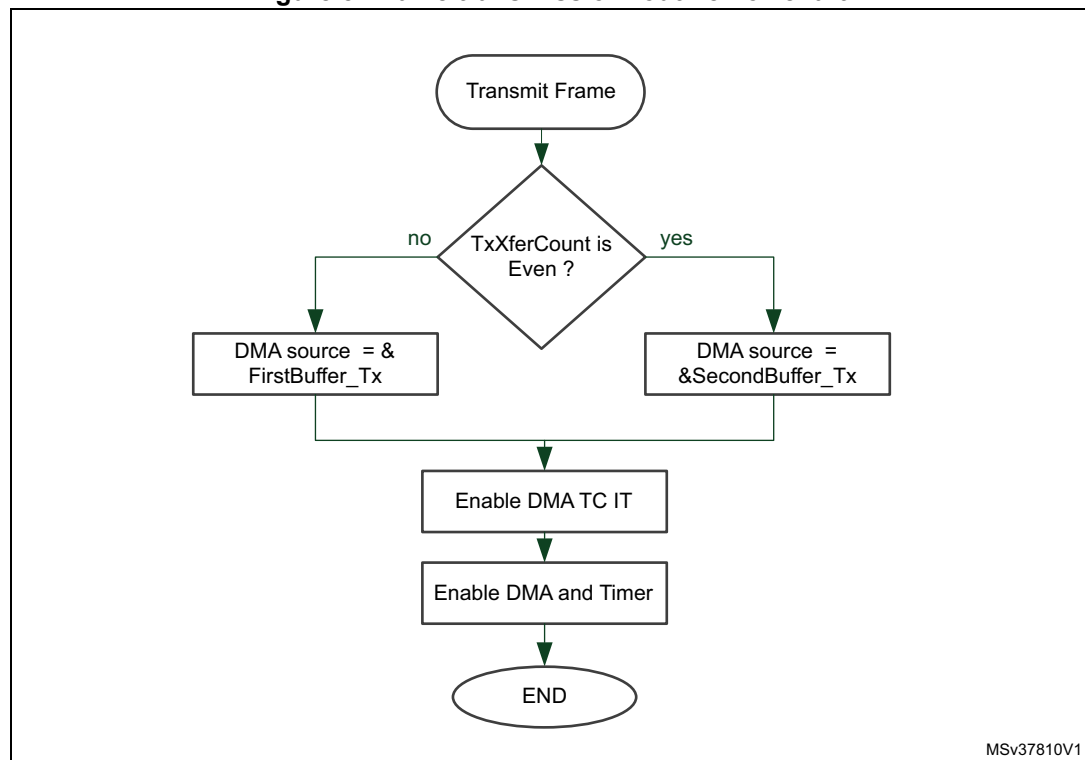 Transmit Frame
TxXferCount is
Even ?
no
yes
DMA source = &
FirstBuffer_Tx
DMA source =
&SecondBuffer_Tx
Enable DMA TC IT
Enable DMA and Timer
END
MSv37810V1